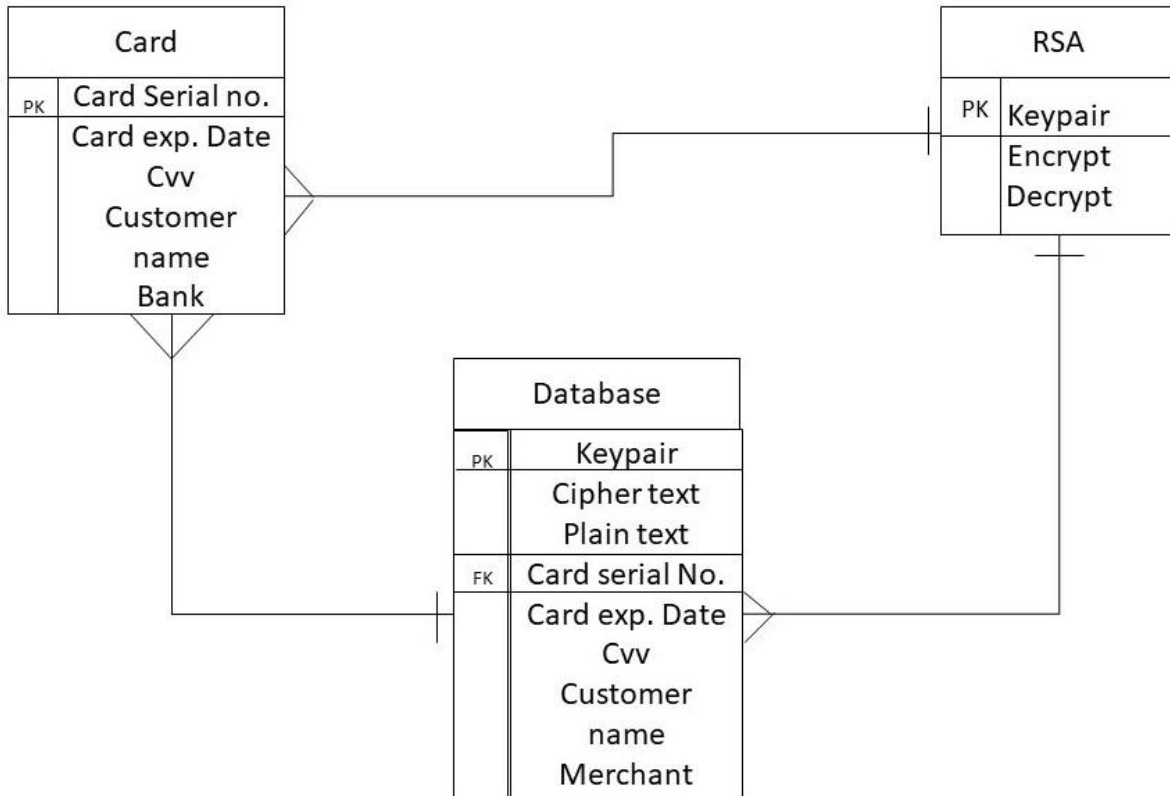 Card
PK Card Serial no.
Card exp. Date
Cvv
Customer
name
Bank
RSA
PK Keypair
Encrypt
Decrypt
Database
PK Keypair
Cipher text
Plain text
FK Card serial No.
Card exp. Date
Cvv
Customer
name
Merchant